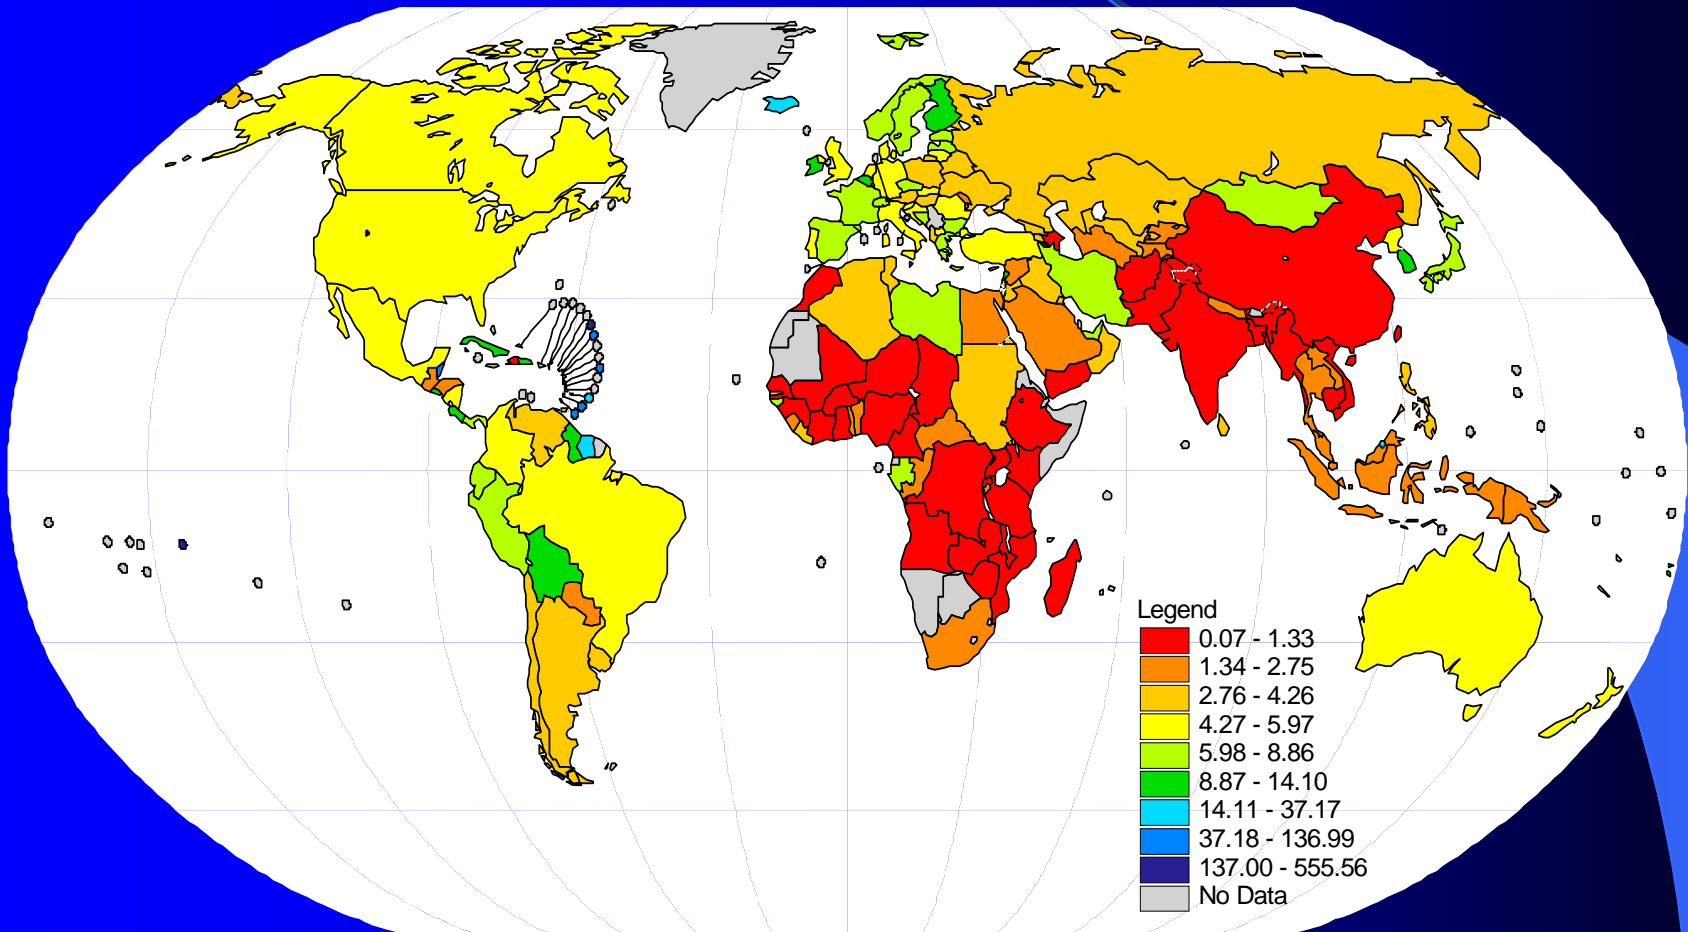 Legend
0.07 - 1.33
1.34 - 2.75
2.76 - 4.26
4.27 - 5.97
5.98 - 8.86
8.87 - 14.10
14.11 - 37.17
37.18 - 136.99
137.00 - 555.56
No Data